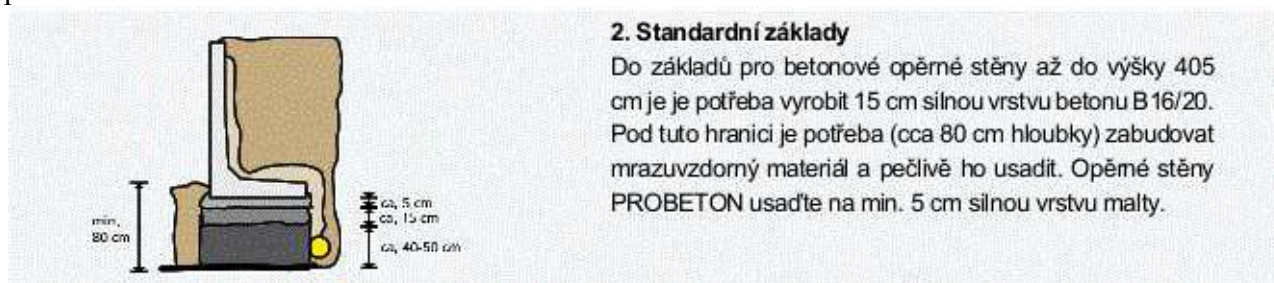 p
2. Standardní základy
Do základů pro betonové opěrné stěny až do výšky 405
cm je je potřeba vyrobit 15 cm silnou vrstvu betonu B16/20.
Pod tuto hranici je potřeba (cca 80 cm hloubky) zabudovat
mrazuvzdorný materiál a pečlivě ho usadit. Opěrné stěny
PROBETON usaďte na min. 5 cm silnou vrstvu malty.
min,
80 cm
ca, 5 cm
ca, 15 cm
ca, 40-50 cm